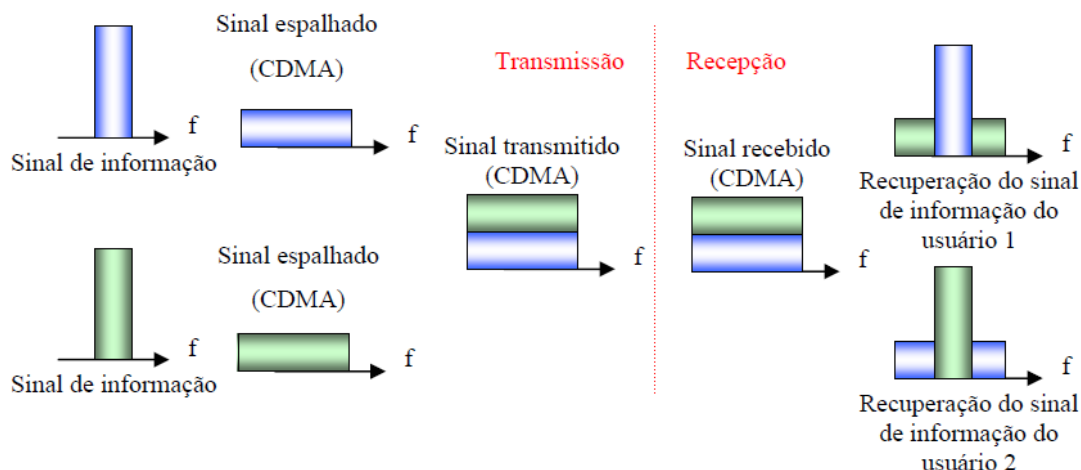 Sinal espalhado
(CDMA)
f
Sinal de informação
f
Sinal espalhado
(CDMA)
f
Sinal de informação
f
Transmissão
Sinal transmitido
(CDMA)
f
Recepção
Sinal recebido
(CDMA)
f
f
Recuperação do sinal
de informação do
usuário 1
f
Recuperação do sinal
de informação do
usuário 2